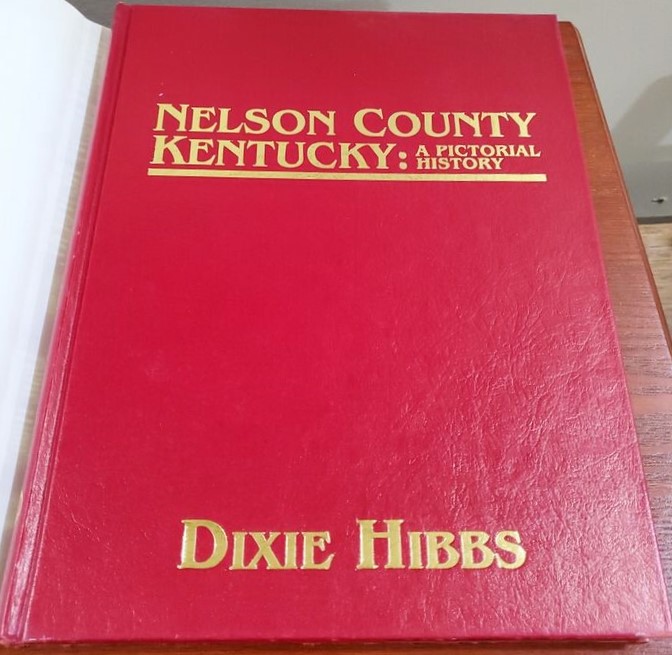 NELSON COUNTY
KENTUCKY: A PICTORIAL
HISTORY
DIXIE HIBBS